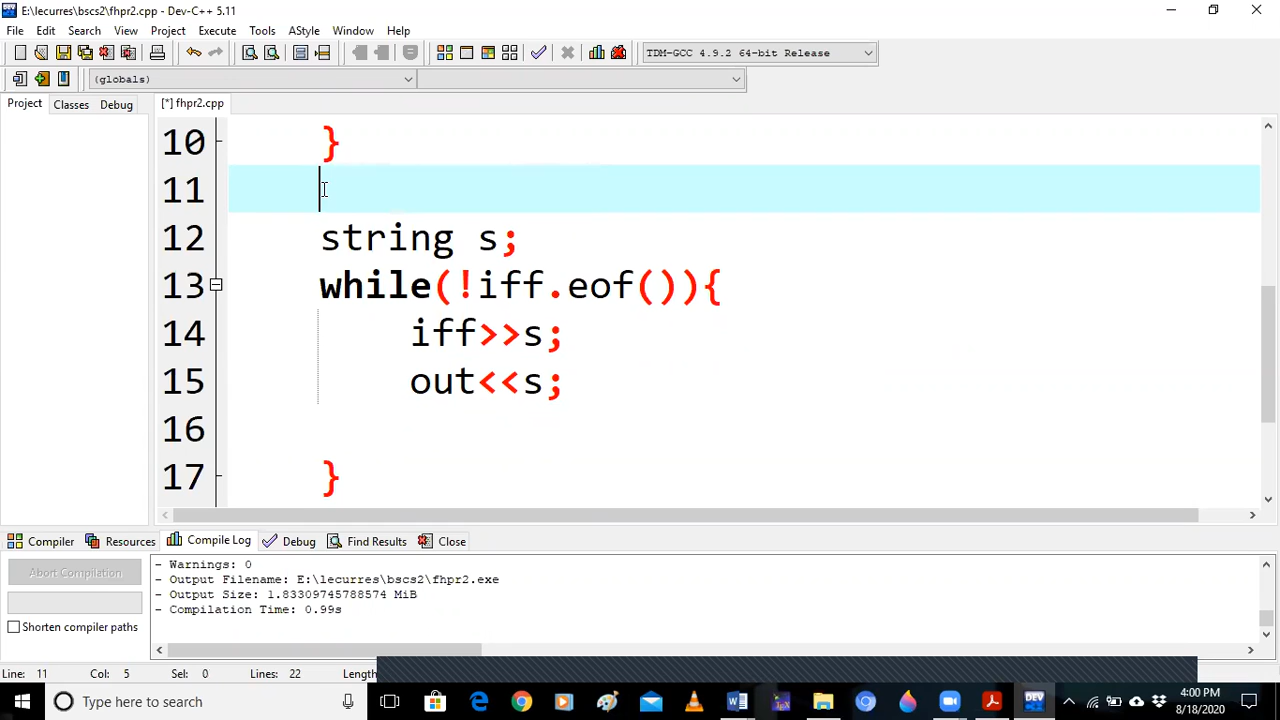 E:\lecurres\bscs2\fhpr2.cpp - Dev-C++ 5.11
File Edit Search View Project Execute Tools AStyle Window Help
TDM-GCC 4.9.2 64-bit Release
(globals)
Project Classes Debug
[*] fhpr2.cpp
10 }
11
12 string s;
13 while(!iff.eof()){
14 iff>>s;
15 out<<s;
16
17 }
Compiler Resources Compile Log Debug Find Results Close
Abort Compilation
Shorten compiler paths
- Warnings: 0
- Output Filename: E:\lecurres\bscs2\fhpr2.exe
- Output Size: 1.83309745788574 MiB
- Compilation Time: 0.99s
Line: 11 Col: 5 Sel: 0 Lines: 22 Length
Type here to search
DEV
4:00 PM
8/18/2020